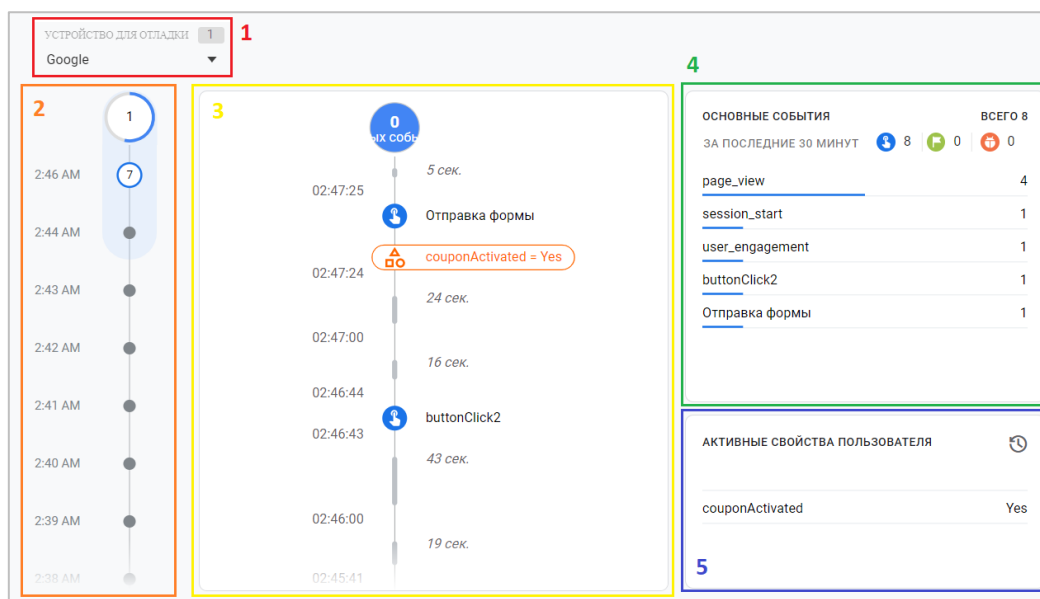 УСТРОЙСТВО ДЛЯ ОТЛАДКИ 1
1
Google
2
1
2:46 AM 7
2:44 AM
2:43 AM
2:42 AM
2:41 AM
2:40 AM
2:39 AM
2:38 AM
3
0
ых собы
5 сек.
02:47:25
Отправка формы
couponActivated = Yes
02:47:24
24 сек.
02:47:00
16 сек.
02:46:44
buttonClick2
02:46:43
43 сек.
02:46:00
19 сек.
02:45:41
4
ОСНОВНЫЕ СОБЫТИЯ ВСЕГО 8
ЗА ПОСЛЕДНИЕ 30 МИНУТ 8 0 0
page_view 4
session_start 1
user_engagement 1
buttonClick2 1
Отправка формы 1
АКТИВНЫЕ СВОЙСТВА ПОЛЬЗОВАТЕЛЯ
couponActivated Yes
5